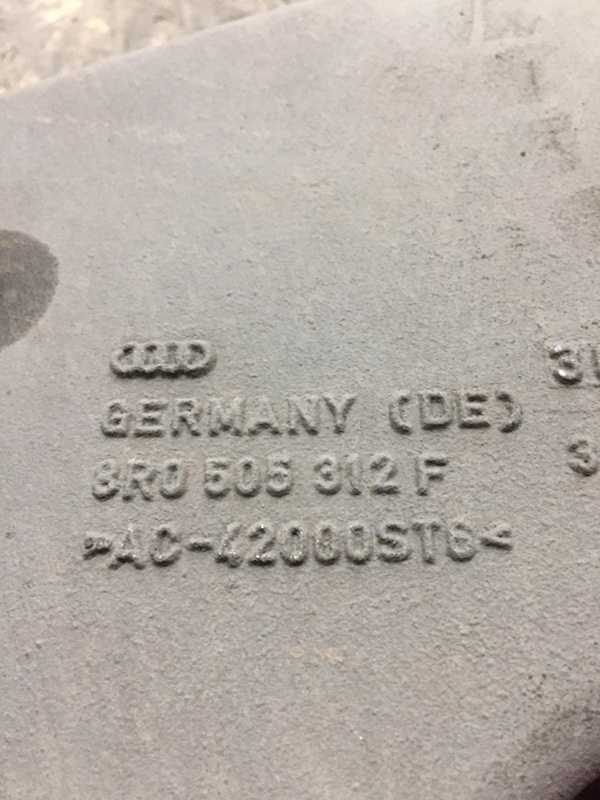 GERMANY (DE)
8R0 505 312 F
>AC-42000ST6<